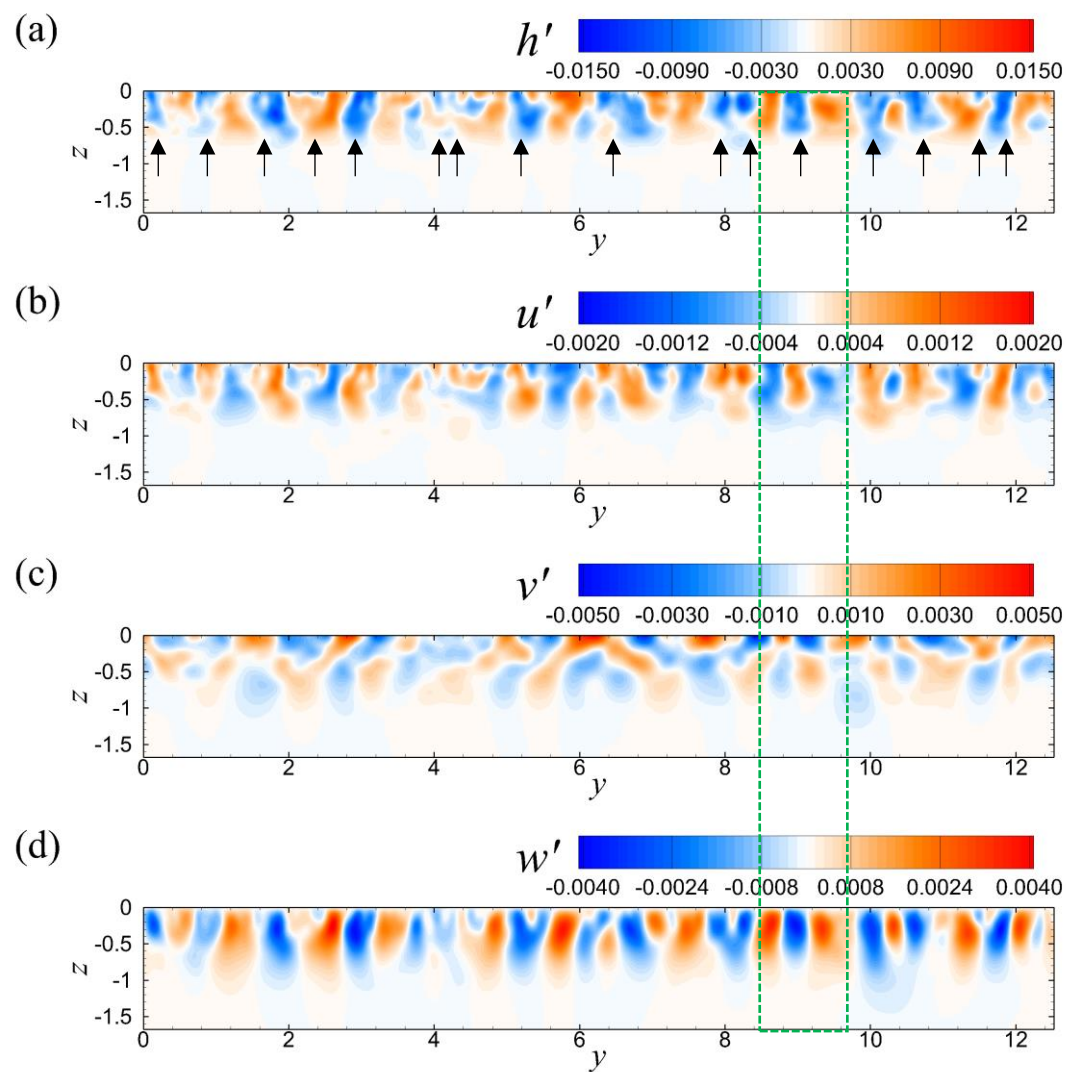 (a)
h'
-0.0150 -0.0090 -0.0030 0.0030 0.0090 0.0150
0
-0.5
-1
-1.5
z
0 2 4 6 8 10 12
y
(b)
u'
-0.0020 -0.0012 -0.0004 0.0004 0.0012 0.0020
0
-0.5
-1
-1.5
z
0 2 4 6 8 10 12
y
(c)
v'
-0.0050 -0.0030 -0.0010 0.0010 0.0030 0.0050
0
-0.5
-1
-1.5
z
0 2 4 6 8 10 12
y
(d)
w'
-0.0040 -0.0024 -0.0008 0.0008 0.0024 0.0040
0
-0.5
-1
-1.5
z
0 2 4 6 8 10 12
y